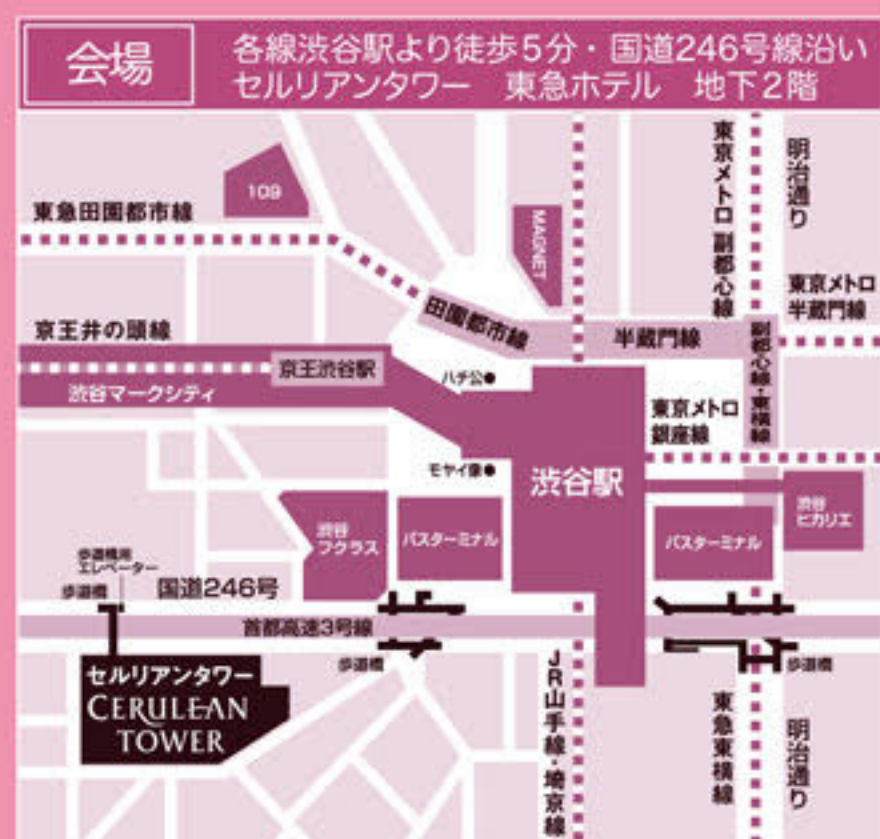 会場
各線渋谷駅より徒歩5分・国道246号線沿い
セルリアンタワー 東急ホテル 地下2階
109
東急田園都市線
MAGNET
東京メトロ 副都心線
明治通り
東京メトロ
半蔵門線
田園都市線
半蔵門線
副都心線・東横線
京王井の頭線
京王渋谷駅
渋谷マークシティ
ハチ公●
東京メトロ
銀座線
モヤイ像●
渋谷駅
渋谷
ヒカリエ
渋谷
フクラス
バスターミナル
バスターミナル
歩道橋用
エレベーター
歩道橋
国道246号
首都高速3号線
歩道橋
歩道橋
セルリアンタワー
CERULEAN
TOWER
JR山手線・埼京線
東急東横線
明治通り